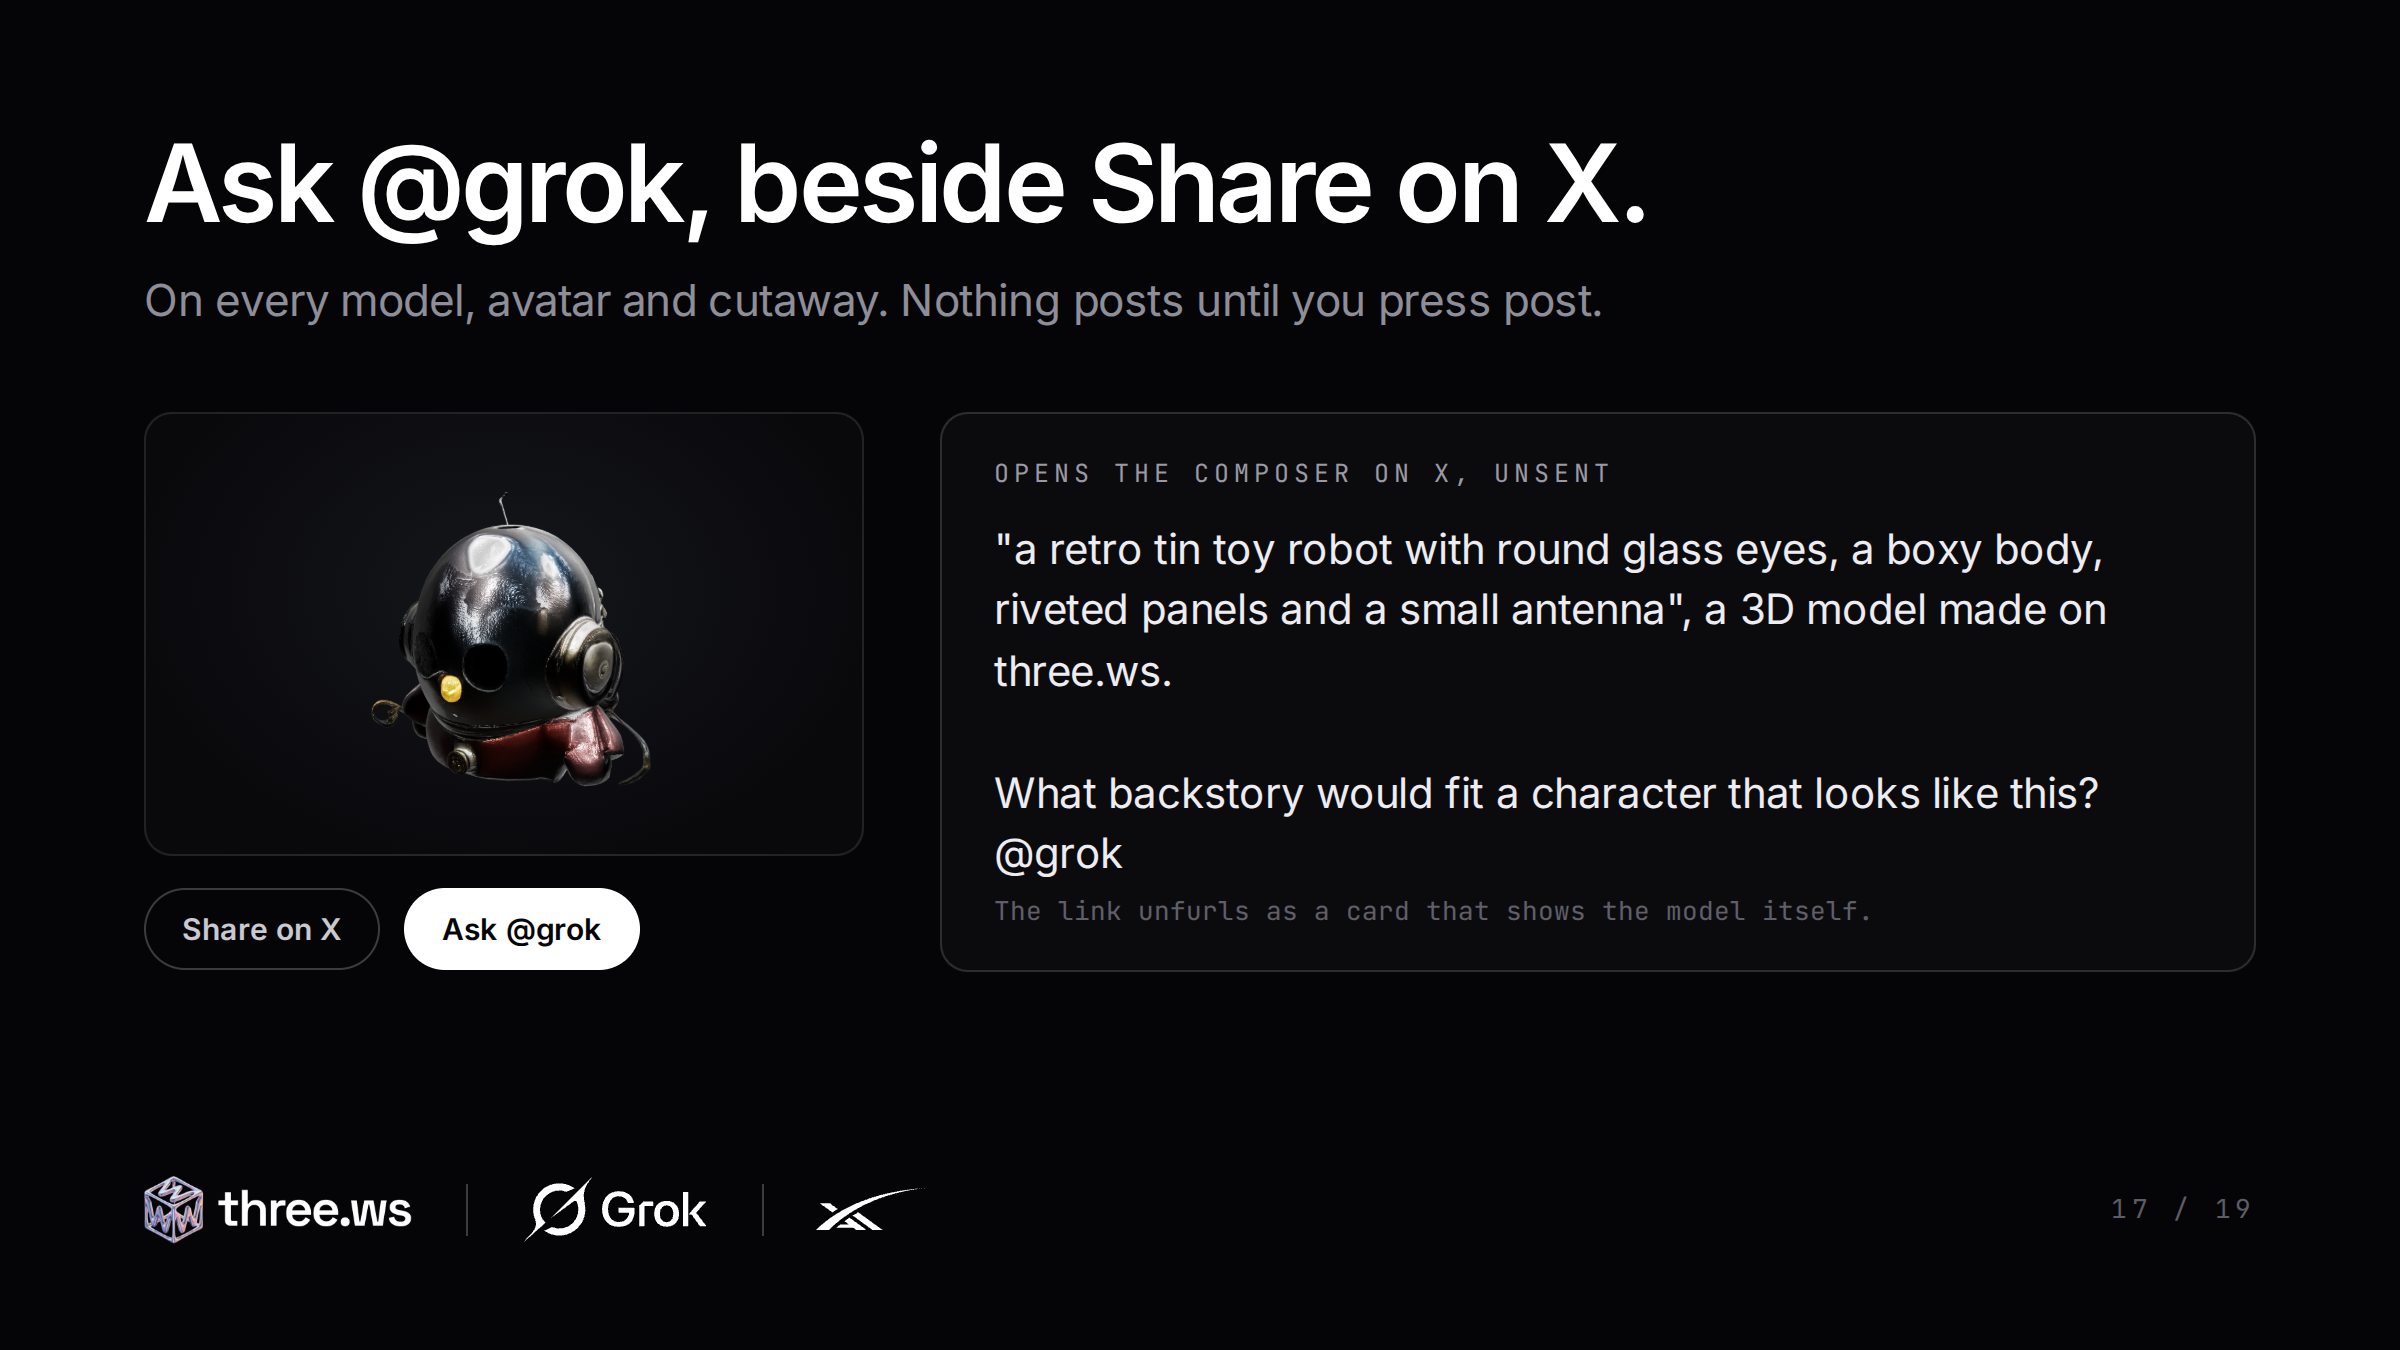 Ask @grok, beside Share on X.
On every model, avatar and cutaway. Nothing posts until you press post.
OPENS THE COMPOSER ON X, UNSENT
"a retro tin toy robot with round glass eyes, a boxy body,
riveted panels and a small antenna", a 3D model made on
three.ws.
What backstory would fit a character that looks like this?
@grok
The link unfurls as a card that shows the model itself.
Share on X
Ask @grok
three.ws
Grok
17 / 19